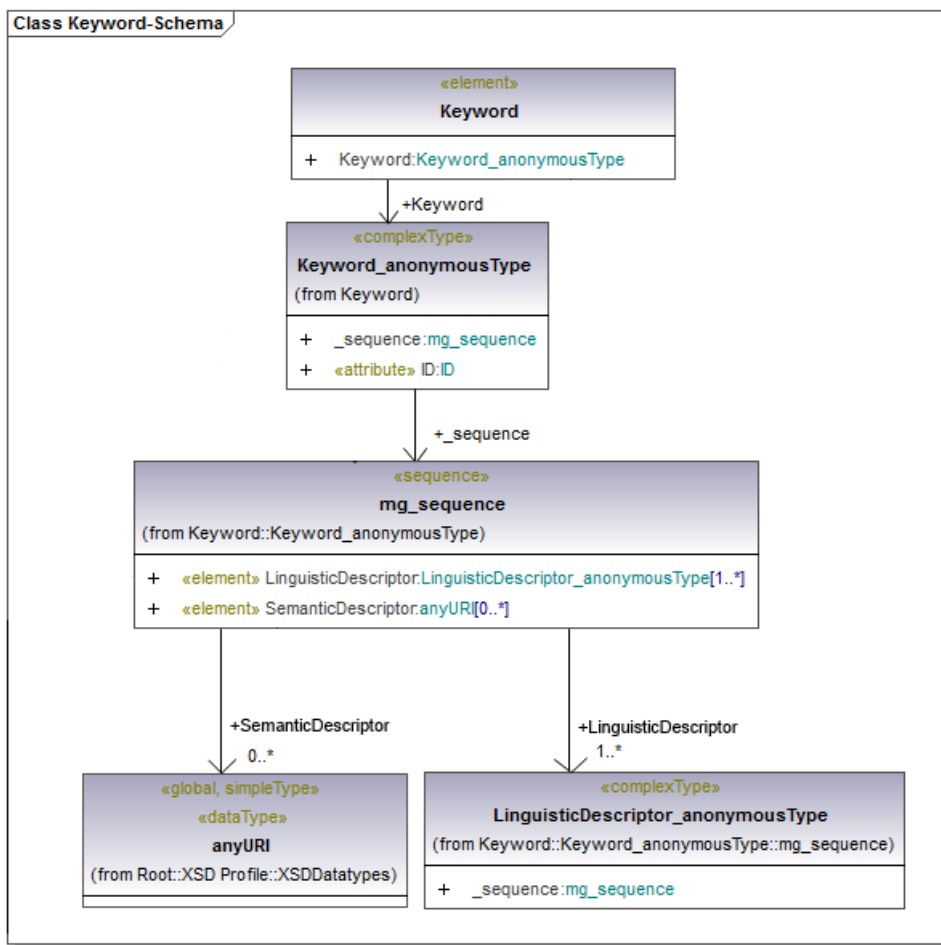 Class Keyword-Schema
«element»
Keyword
+ Keyword:Keyword_anonymousType
+Keyword
«complexType»
Keyword_anonymousType
(from Keyword)
+ _sequence:mg_sequence
+ «attribute» ID:ID
+_sequence
«sequence»
mg_sequence
(from Keyword::Keyword_anonymousType)
+ «element» LinguisticDescriptor:LinguisticDescriptor_anonymousType[1..*]
+ «element» SemanticDescriptor:anyURI[0..*]
+SemanticDescriptor
0..*
+LinguisticDescriptor
1..*
«global, simpleType»
«dataType»
anyURI
(from Root::XSD Profile::XSDDatatypes)
«complexType»
LinguisticDescriptor_anonymousType
(from Keyword::Keyword_anonymousType::mg_sequence)
+ _sequence:mg_sequence